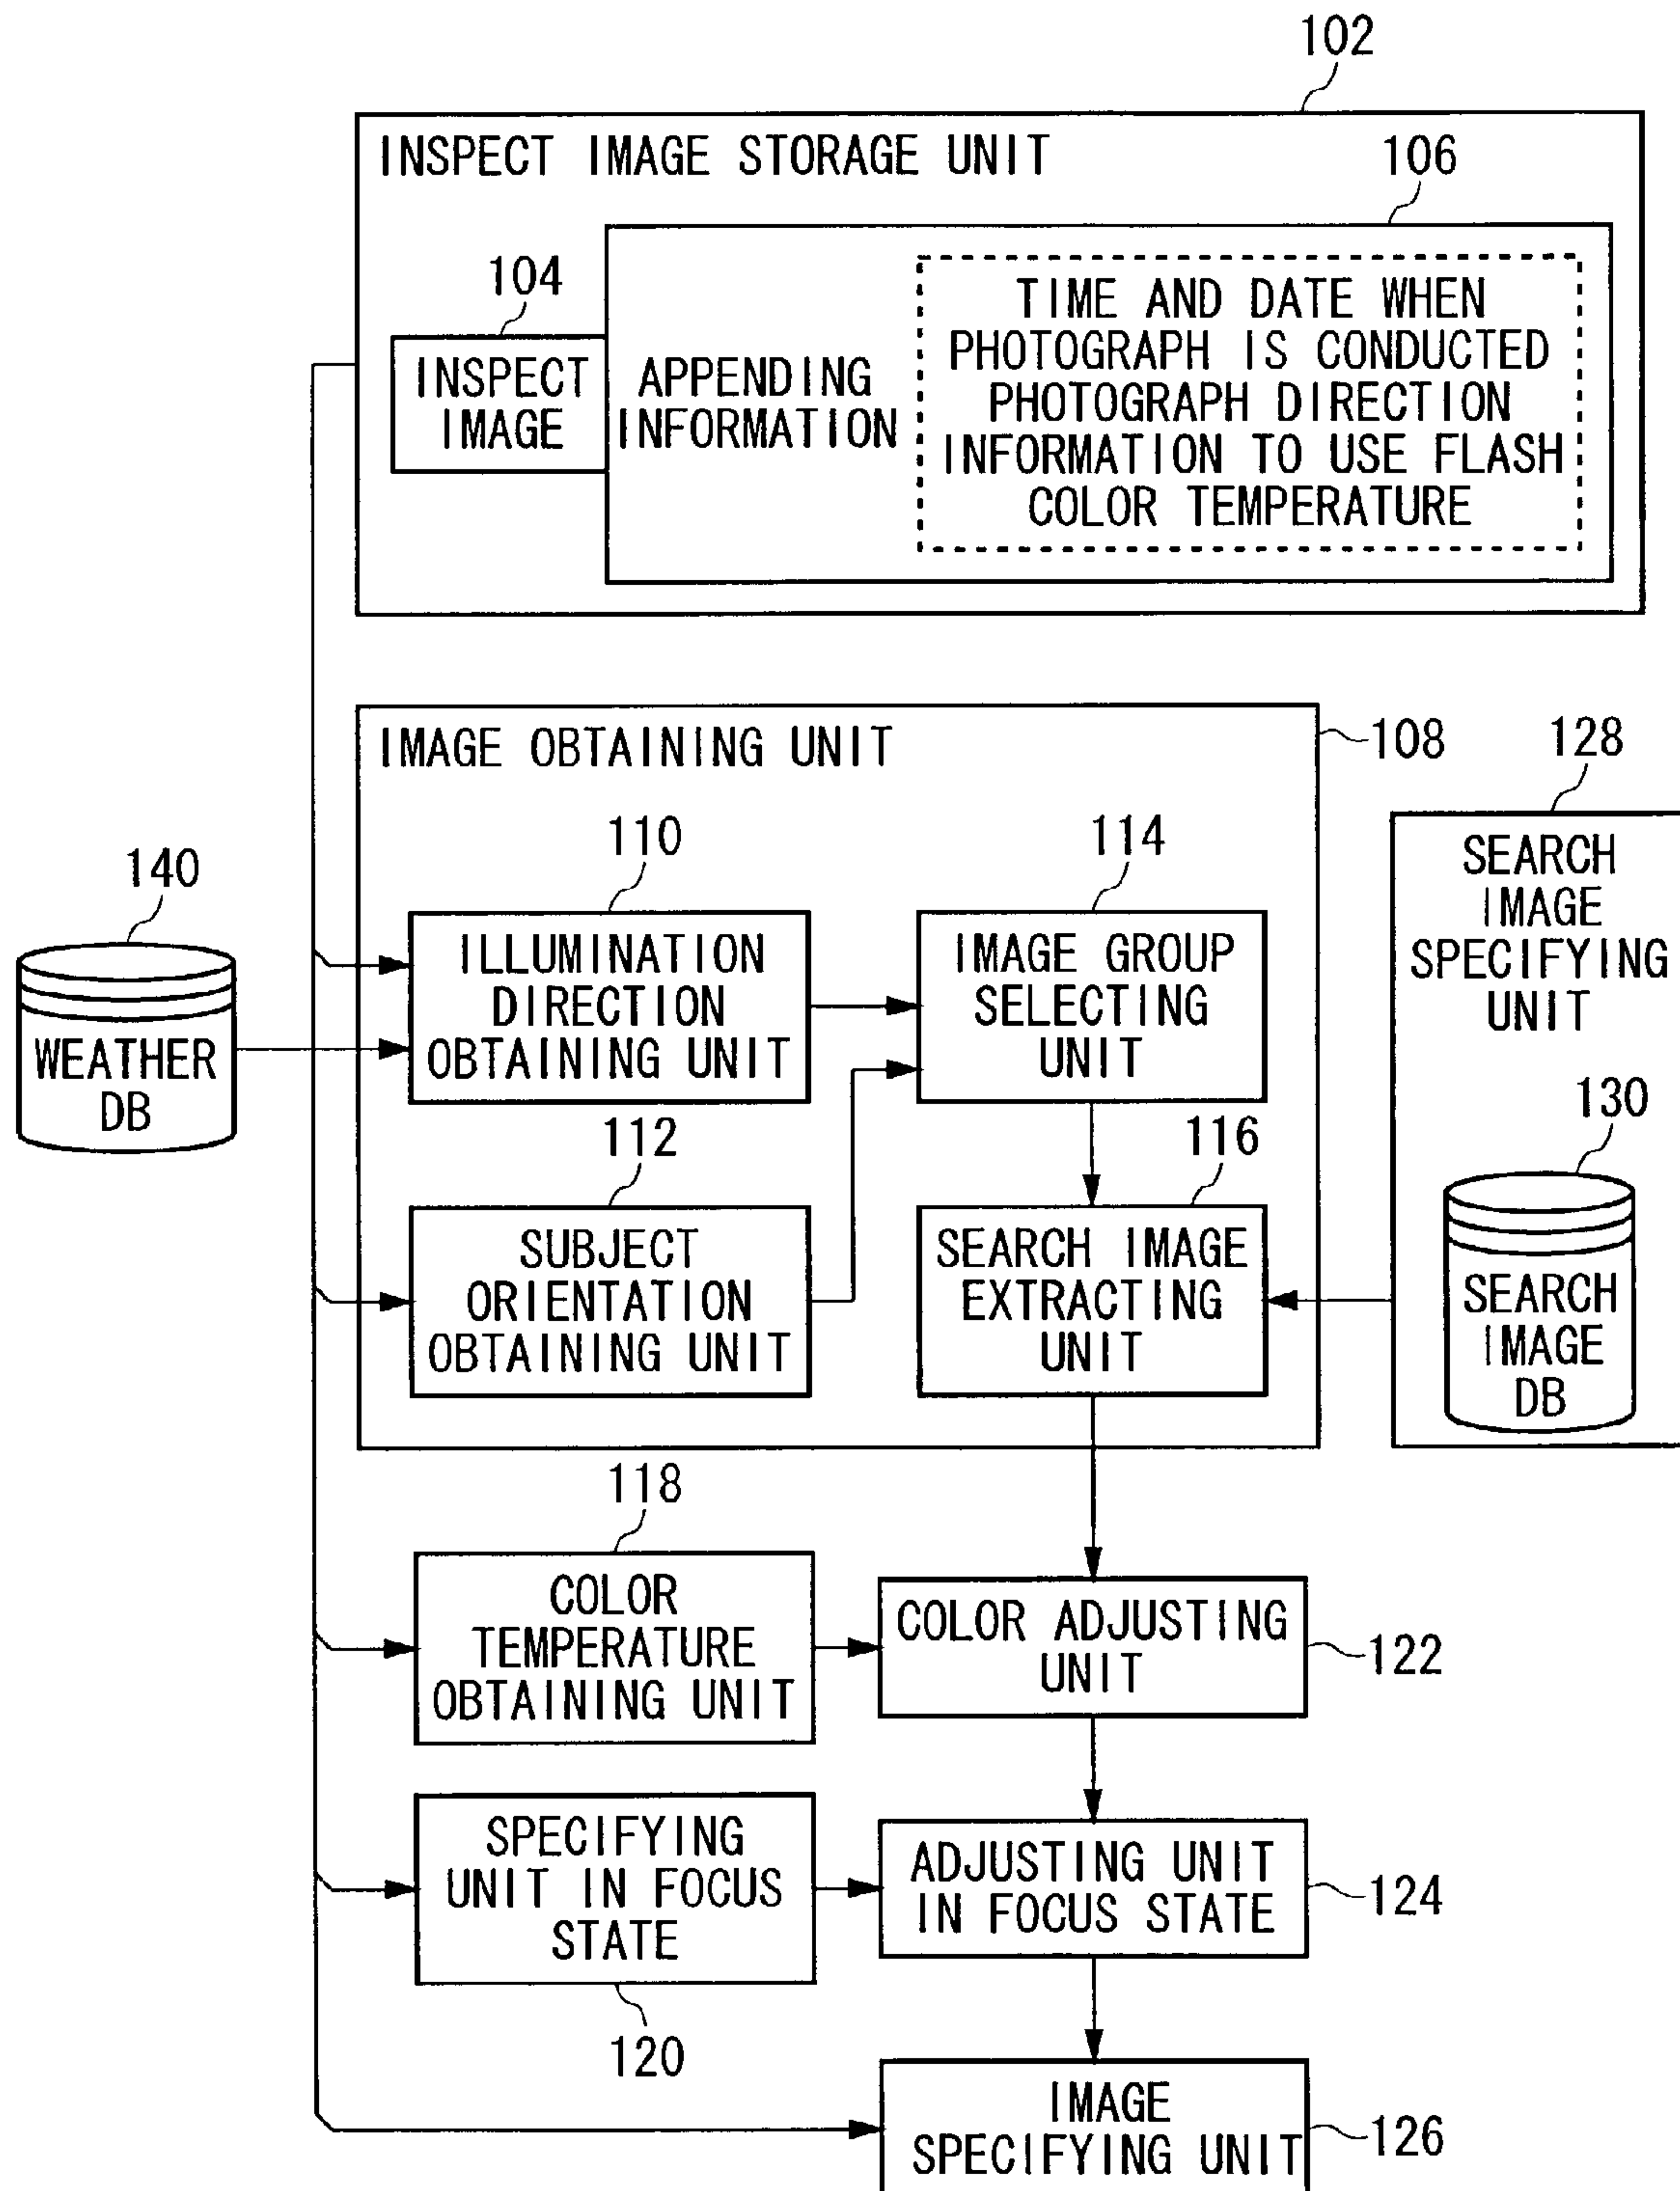 102
INSPECT IMAGE STORAGE UNIT
106
104
INSPECT
IMAGE
APPENDING
INFORMATION
TIME AND DATE WHEN
PHOTOGRAPH IS CONDUCTED
PHOTOGRAPH DIRECTION
INFORMATION TO USE FLASH
COLOR TEMPERATURE
IMAGE OBTAINING UNIT
108
128
SEARCH
IMAGE
SPECIFYING
UNIT
110
114
140
WEATHER
DB
ILLUMINATION
DIRECTION
OBTAINING UNIT
IMAGE GROUP
SELECTING
UNIT
112
116
130
SUBJECT
ORIENTATION
OBTAINING UNIT
SEARCH IMAGE
EXTRACTING
UNIT
SEARCH
IMAGE
DB
118
COLOR
TEMPERATURE
OBTAINING UNIT
COLOR ADJUSTING
UNIT
122
SPECIFYING
UNIT IN FOCUS
STATE
ADJUSTING UNIT
IN FOCUS STATE
124
120
IMAGE
SPECIFYING UNIT
126